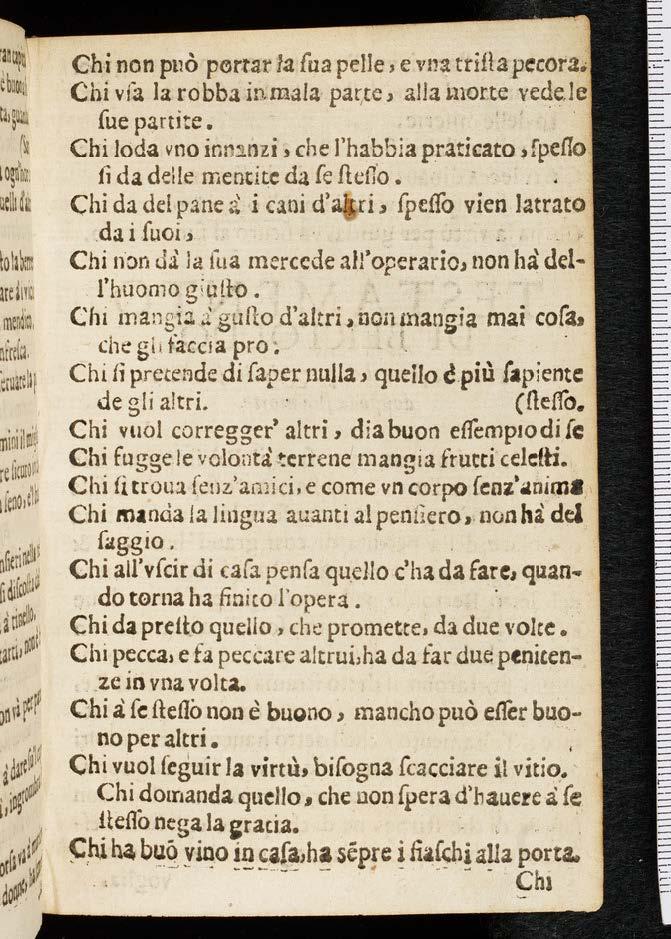 Chi non può portar la ſua pelle, e vna triſta pecora.
Chi vſa la robba in mala parte, alla morte vede le
ſue partite.
Chi loda vno innanzi, che l'habbia praticato, ſpeſſo
ſi da delle mentite da ſe ſteſſo.
Chi da del pane à i cani d'altri, ſpeſſo vien latrato
da i ſuoi,
Chi non dà la ſua mercede all'operario, non hà del-
l'huomo giuſto.
Chi mangia à guſto d'altri, non mangia mai coſa,
che gli faccia pro.
Chi ſi pretende di ſaper nulla, quello è più ſapiente
de gli altri. (ſteſſo.
Chi vuol corregger' altri, dia buon eſſempio di ſe
Chi fugge le volontà terrene mangia frutti celeſti.
Chi ſi troua ſenz'amici, e come vn corpo ſenz'anima
Chi manda la lingua auanti al penſiero, non hà del
ſaggio.
Chi all'vſcir di caſa penſa quello c'ha da fare, quan-
do torna ha finito l'opera.
Chi da preſto quello, che promette, da due volte.
Chi pecca, e fa peccare altrui, ha da far due peniten-
ze in vna volta.
Chi à ſe ſteſſo non è buono, mancho può eſſer buo-
no per altri.
Chi vuol ſeguir la virtù, biſogna ſcacciare il vitio.
Chi domanda quello, che non ſpera d'hauere à ſe
ſteſſo nega la gratia.
Chi ha buõ vino in caſa, ha sẽpre i fiaſchi alla porta.
Chi